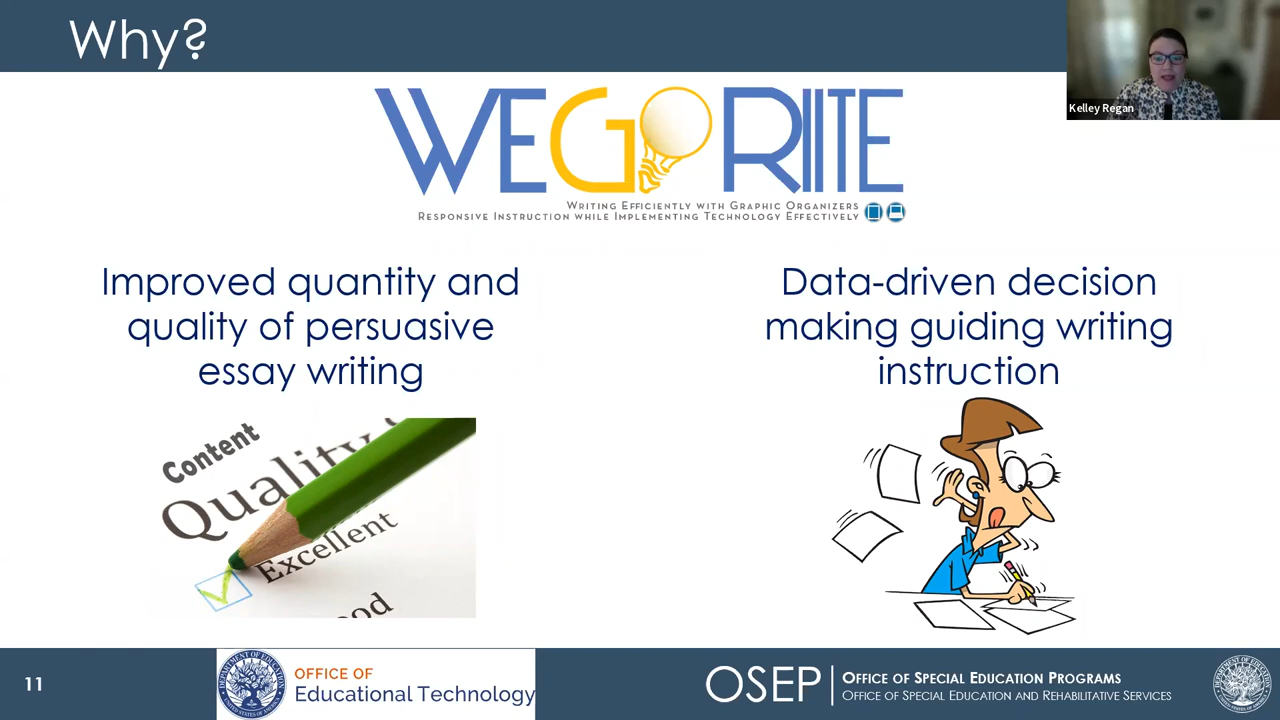 Why?
Kelley Regan
WEGO RIITE
WRITING EFFICIENTLY WITH GRAPHIC ORGANIZERS
RESPONSIVE INSTRUCTION WHILE IMPLEMENTING TECHNOLOGY EFFECTIVELY
Improved quantity and
quality of persuasive
essay writing
Data-driven decision
making guiding writing
instruction
Content
Quality
Excellent
ood
11
OFFICE OF
Educational Technology
OSEP
OFFICE OF SPECIAL EDUCATION PROGRAMS
OFFICE OF SPECIAL EDUCATION AND REHABILITATIVE SERVICES